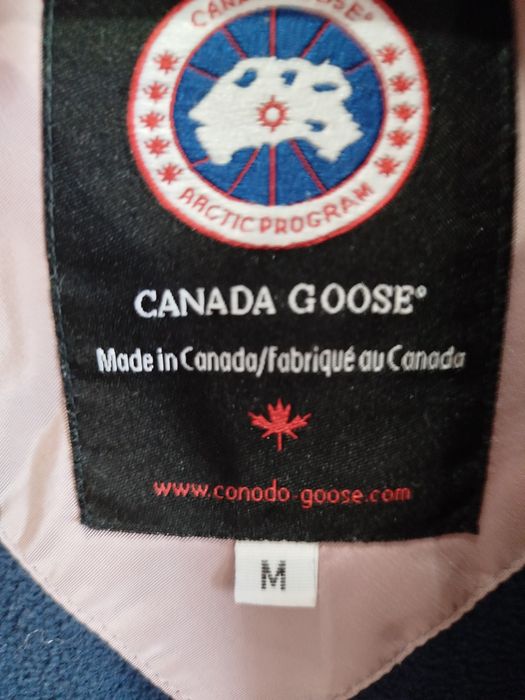 CANADA GOOSE®
ARCTIC PROGRAM
CANADA GOOSE®
Made in Canada/Fabriqué au Canada
www.conodo-goose.com
M